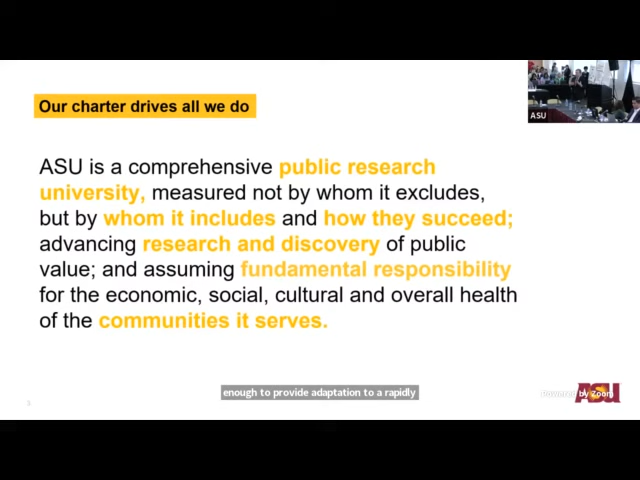 ASU
Our charter drives all we do
ASU is a comprehensive public research
university, measured not by whom it excludes,
but by whom it includes and how they succeed;
advancing research and discovery of public
value; and assuming fundamental responsibility
for the economic, social, cultural and overall health
of the communities it serves.
enough to provide adaptation to a rapidly
Powered by Zoom
ASU